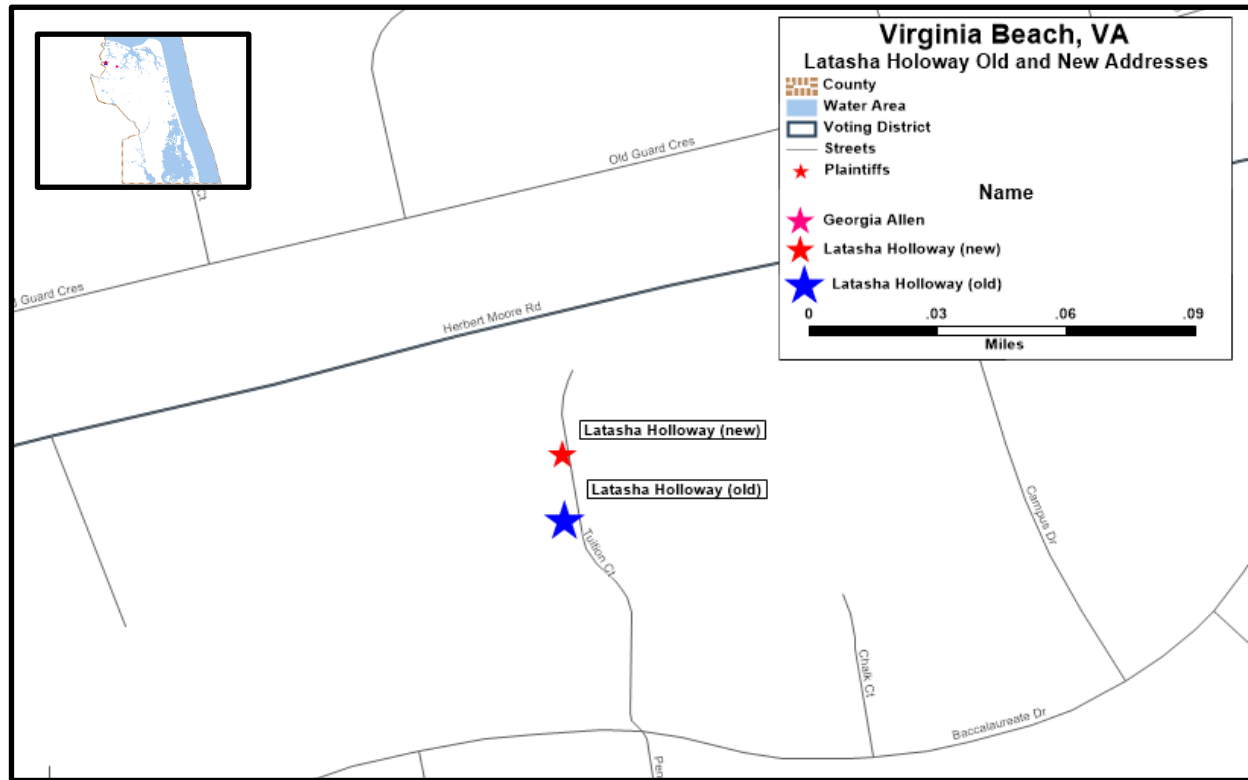 Virginia Beach, VA
Latasha Holoway Old and New Addresses
County
Water Area
Voting District
Streets
Plaintiffs
Name
Georgia Allen
Latasha Holloway (new)
Latasha Holloway (old)
0 .03 .06 .09
Miles
Ct
Old Guard Cres
d Guard Cres
Herbert Moore Rd
Latasha Holloway (new)
Latasha Holloway (old)
Tuition Ct
Campus Dr
Chalk Ct
Baccalaureate Dr
Pen